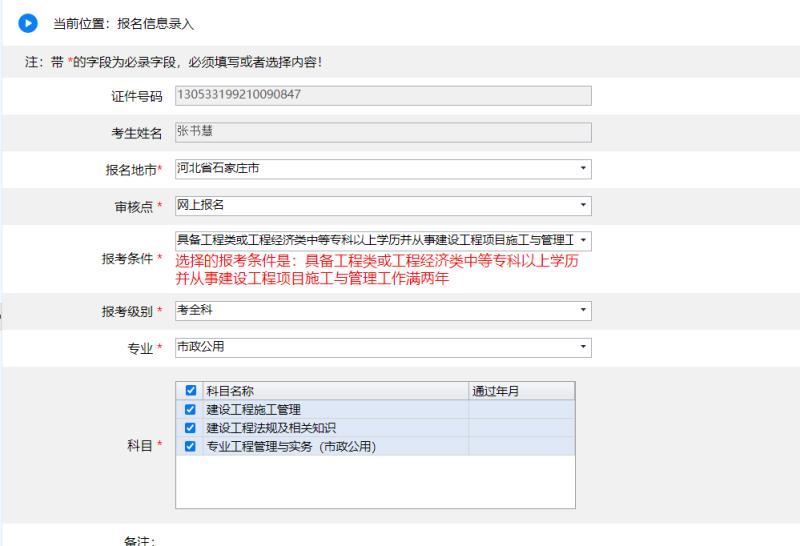 当前位置：报名信息录入
注：带 *的字段为必录字段，必须填写或者选择内容！
证件号码 130533199210090847
考生姓名 张书慧
报名地市* 河北省石家庄市
审核点 * 网上报名
报考条件 * 具备工程类或工程经济类中等专科以上学历并从事建设工程项目施工与管理工
选择的报考条件是：具备工程类或工程经济类中等专科以上学历
并从事建设工程项目施工与管理工作满两年
报考级别 * 考全科
专业 * 市政公用
科目 *
科目名称 通过年月
建设工程施工管理
建设工程法规及相关知识
专业工程管理与实务（市政公用）
备注：